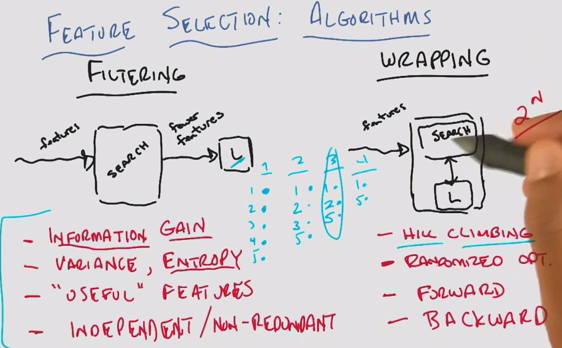 FEATURE SELECTION: ALGORITHMS
FILTERING
features
SEARCH
fewer features
L
- INFORMATION GAIN
- VARIANCE, ENTROPY
- "USEFUL" FEATURES
- INDEPENDENT/NON-REDUNDANT
1 2 3 4
1 1 1 1
2 2 2 5
3 3 5
4 5
5
WRAPPING
2^N
features
SEARCH
L
- HILL CLIMBING
- RANDOMIZED OPT.
- FORWARD
- BACKWARD